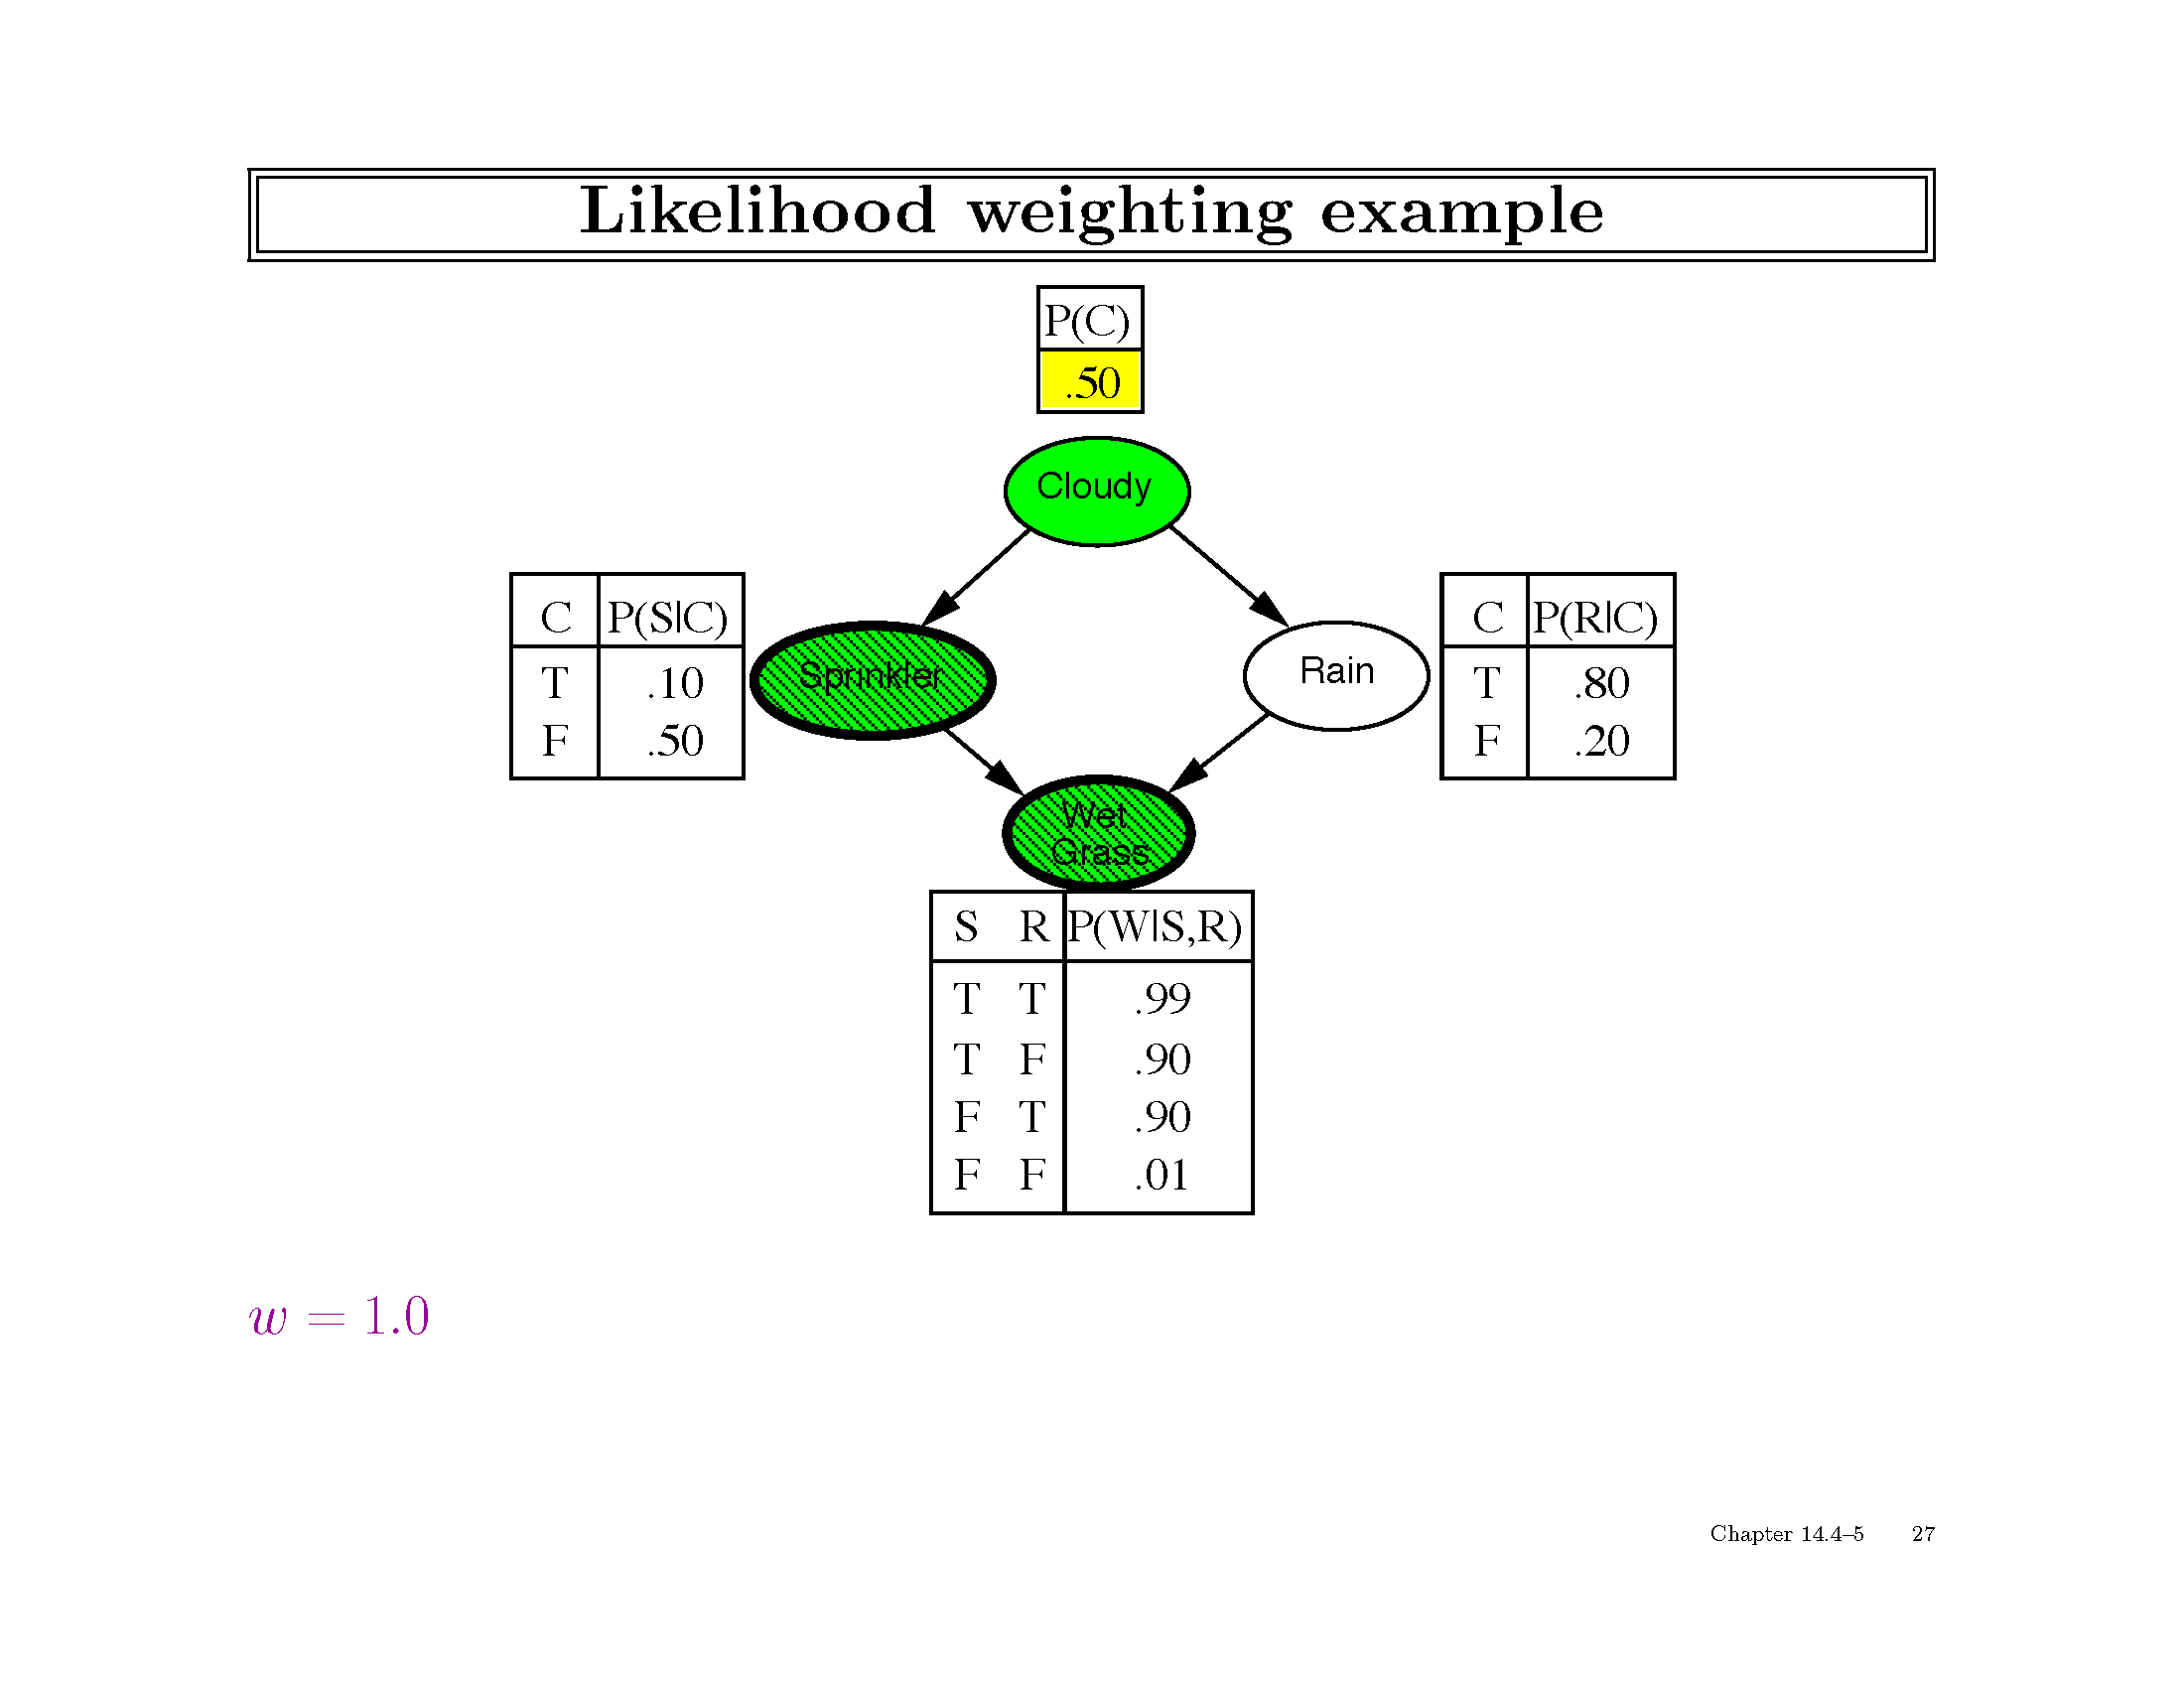 Likelihood weighting example
P(C)
.50
Cloudy
C P(S|C)
T .10
F .50
Sprinkler
Rain
C P(R|C)
T .80
F .20
Wet
Grass
S R P(W|S,R)
T T .99
T F .90
F T .90
F F .01
w = 1.0
Chapter 14.4–5 27